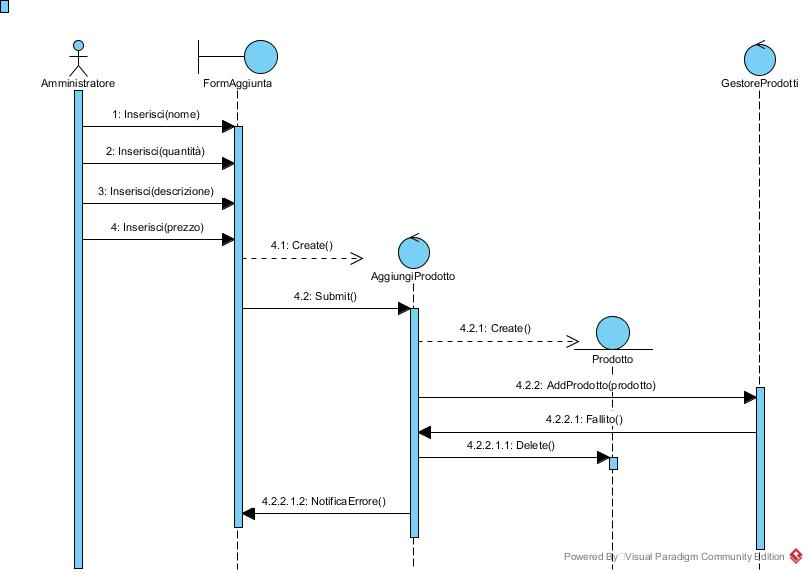 Amministratore
FormAggiunta
GestoreProdotti
1: Inserisci(nome)
2: Inserisci(quantità)
3: Inserisci(descrizione)
4: Inserisci(prezzo)
4.1: Create()
AggiungiProdotto
4.2: Submit()
4.2.1: Create()
Prodotto
4.2.2: AddProdotto(prodotto)
4.2.2.1: Fallito()
4.2.2.1.1: Delete()
4.2.2.1.2: NotificaErrore()
Powered By Visual Paradigm Community Edition